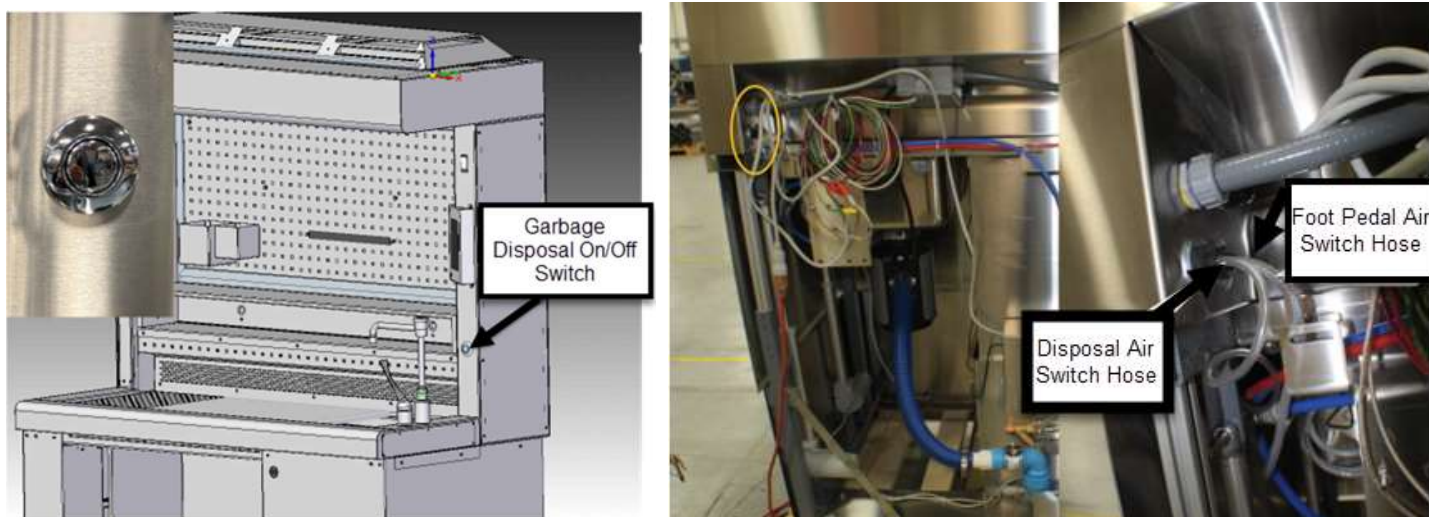 Garbage
Disposal On/Off
Switch
Foot Pedal Air
Switch Hose
Disposal Air
Switch Hose